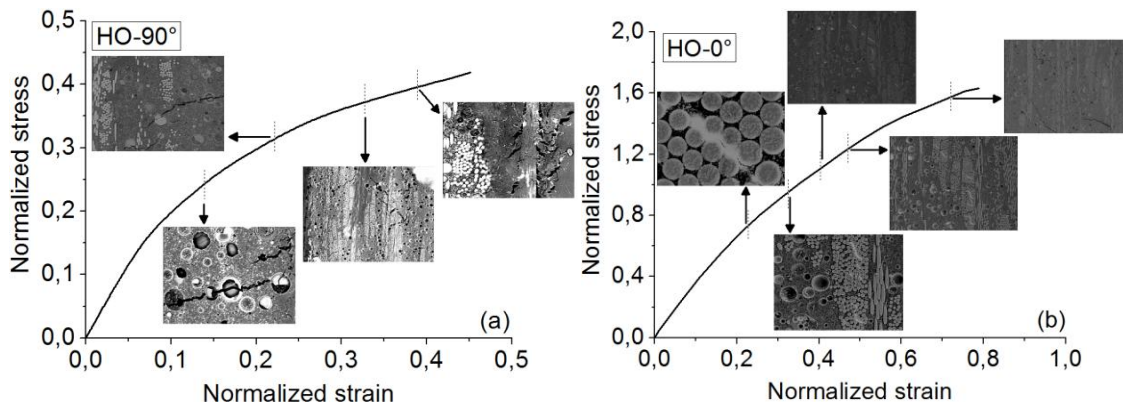 0,5
HO-90°
0,4
0,3
0,2
0,1
0,0
Normalized stress
(a)
0,0 0,1 0,2 0,3 0,4 0,5
Normalized strain
2,0
HO-0°
1,6
1,2
0,8
0,4
0,0
Normalized stress
(b)
0,0 0,2 0,4 0,6 0,8 1,0
Normalized strain